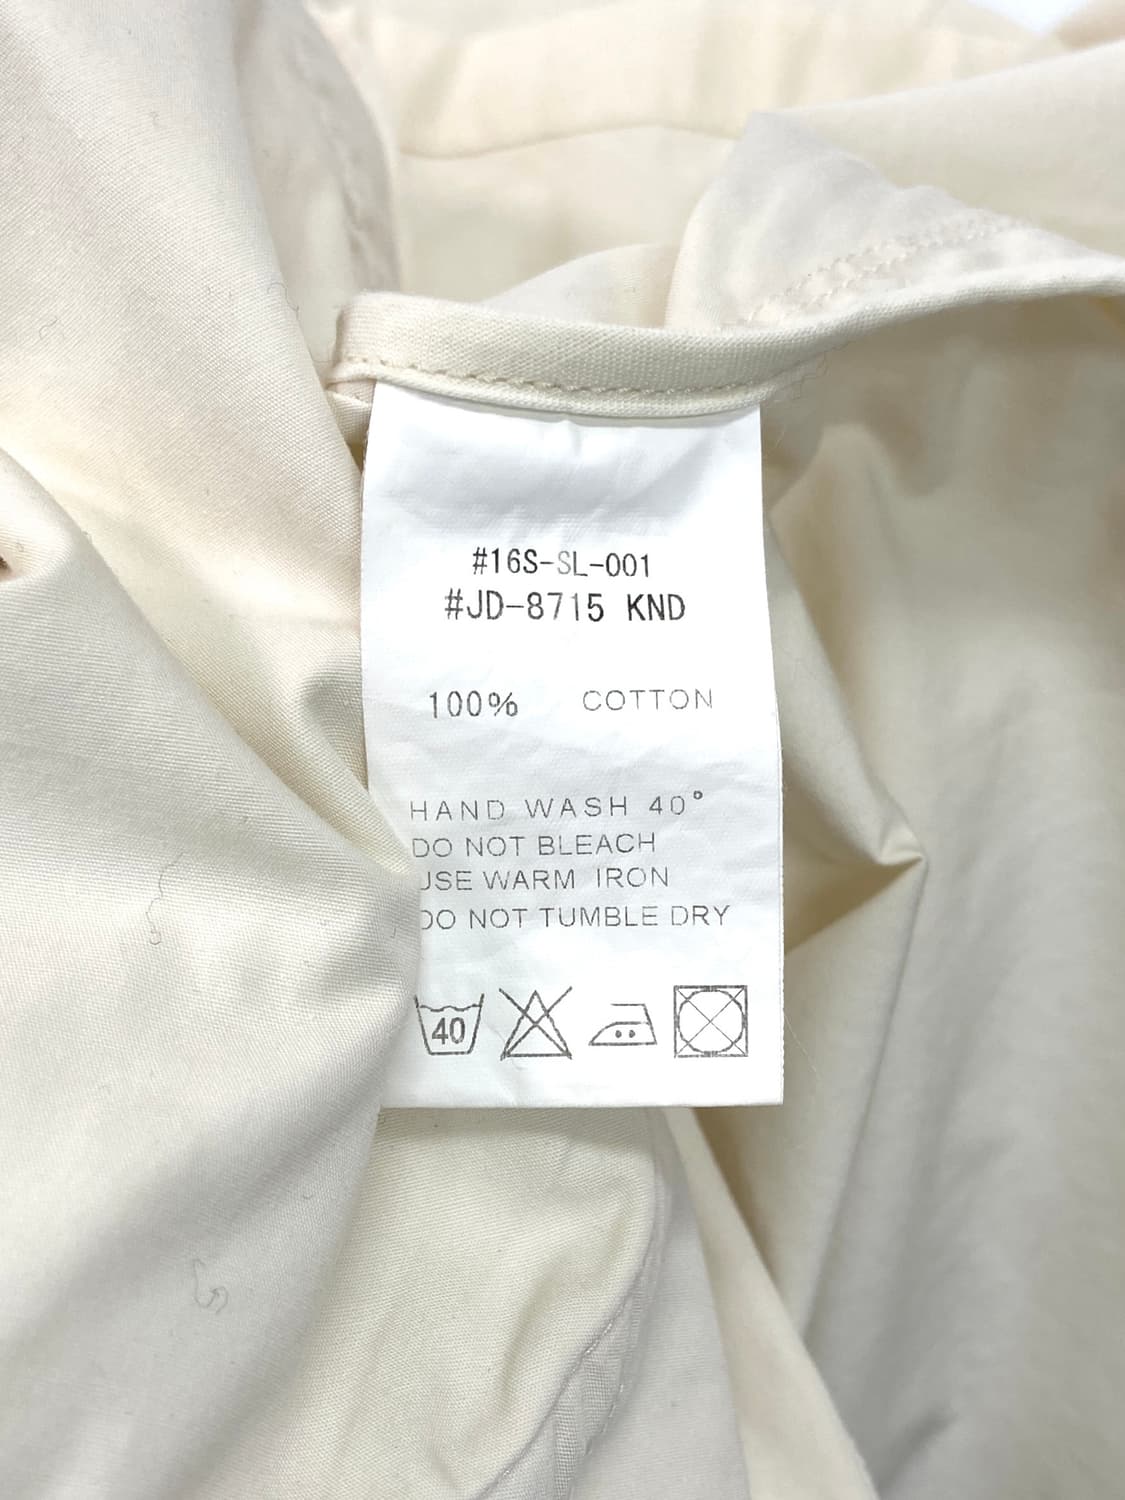 #16S-SL-001
#JD-8715 KND
100% COTTON
HAND WASH 40°
DO NOT BLEACH
USE WARM IRON
DO NOT TUMBLE DRY
40